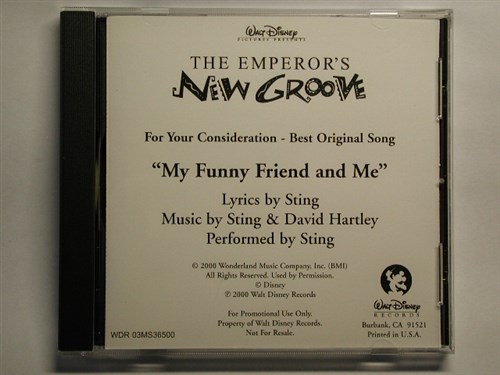 Walt Disney
PICTURES PRESENTS
THE EMPEROR'S
NEW GROOVE
For Your Consideration - Best Original Song
"My Funny Friend and Me"
Lyrics by Sting
Music by Sting & David Hartley
Performed by Sting
© 2000 Wonderland Music Company, Inc. (BMI)
All Rights Reserved. Used by Permission.
© Disney
℗ 2000 Walt Disney Records
For Promotional Use Only.
Property of Walt Disney Records.
Not For Resale.
WDR 03MS36500
Walt Disney
RECORDS
Burbank, CA 91521
Printed in U.S.A.